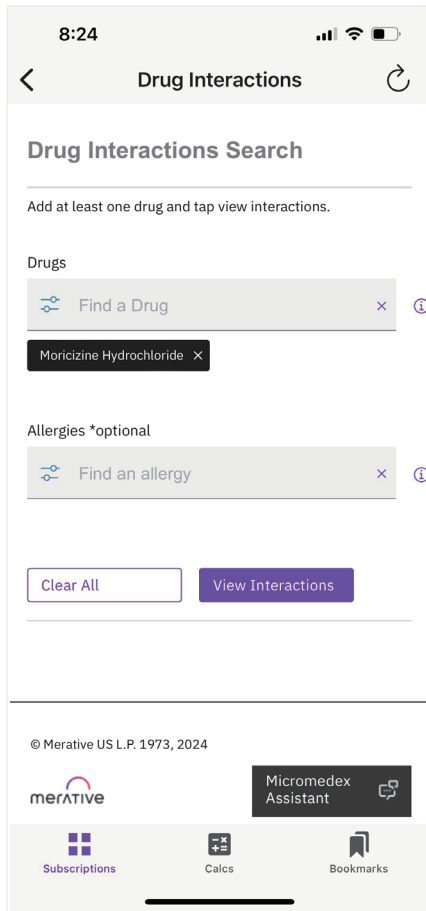 8:24
Drug Interactions
Drug Interactions Search
Add at least one drug and tap view interactions.
Drugs
Find a Drug
Moricizine Hydrochloride ×
Allergies *optional
Find an allergy
Clear All
View Interactions
© Merative US L.P. 1973, 2024
merative
Micromedex
Assistant
Subscriptions
Calcs
Bookmarks